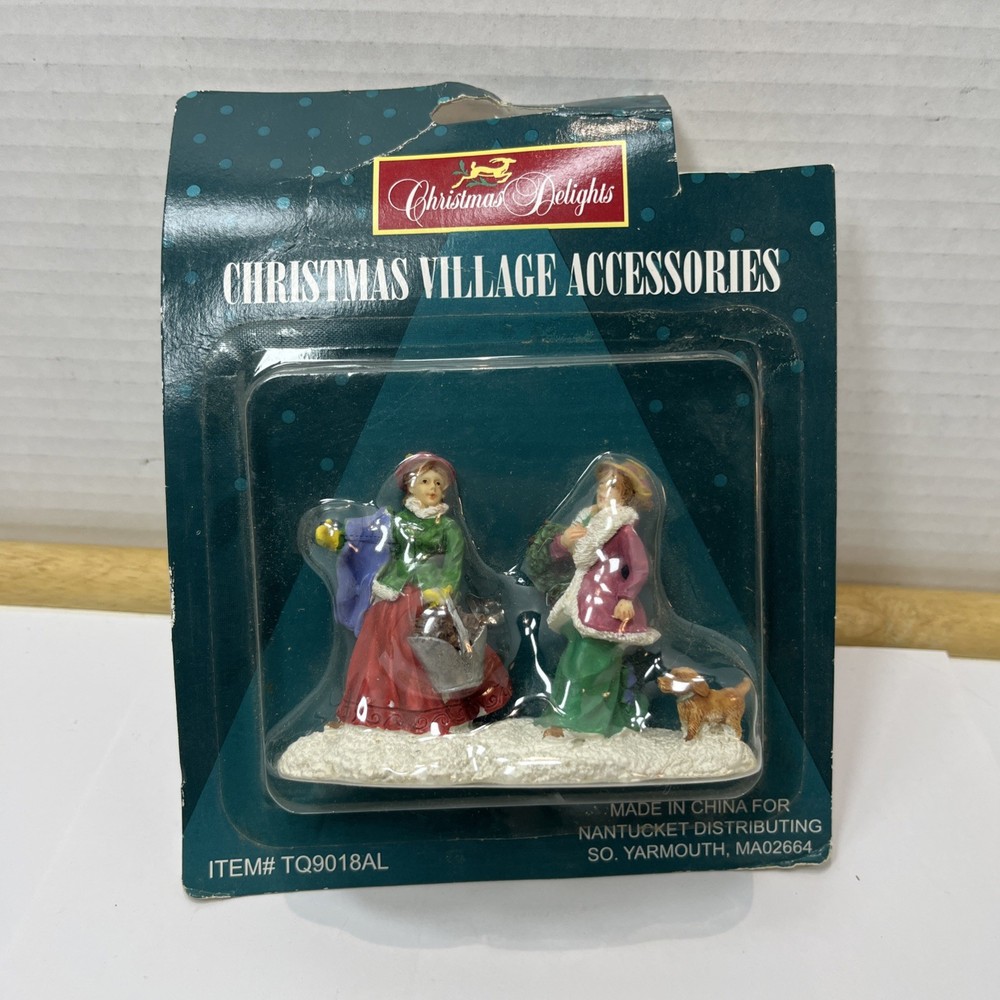 Christmas Delights
CHRISTMAS VILLAGE ACCESSORIES
MADE IN CHINA FOR
NANTUCKET DISTRIBUTING
SO. YARMOUTH, MA02664
ITEM# TQ9018AL